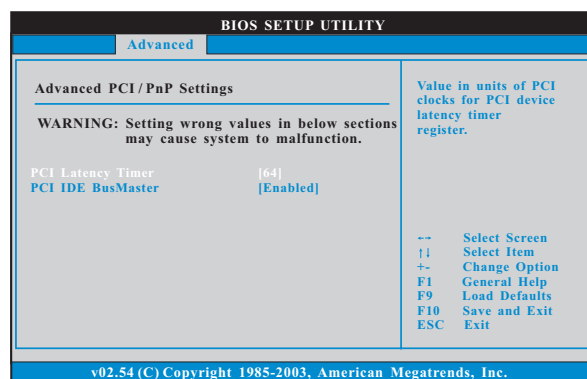 BIOS SETUP UTILITY
Advanced
Advanced PCI / PnP Settings
WARNING: Setting wrong values in below sections
may cause system to malfunction.
PCI Latency Timer [64]
PCI IDE BusMaster [Enabled]
Value in units of PCI
clocks for PCI device
latency timer
register.
←→ Select Screen
↑↓ Select Item
+- Change Option
F1 General Help
F9 Load Defaults
F10 Save and Exit
ESC Exit
v02.54 (C) Copyright 1985-2003, American Megatrends, Inc.